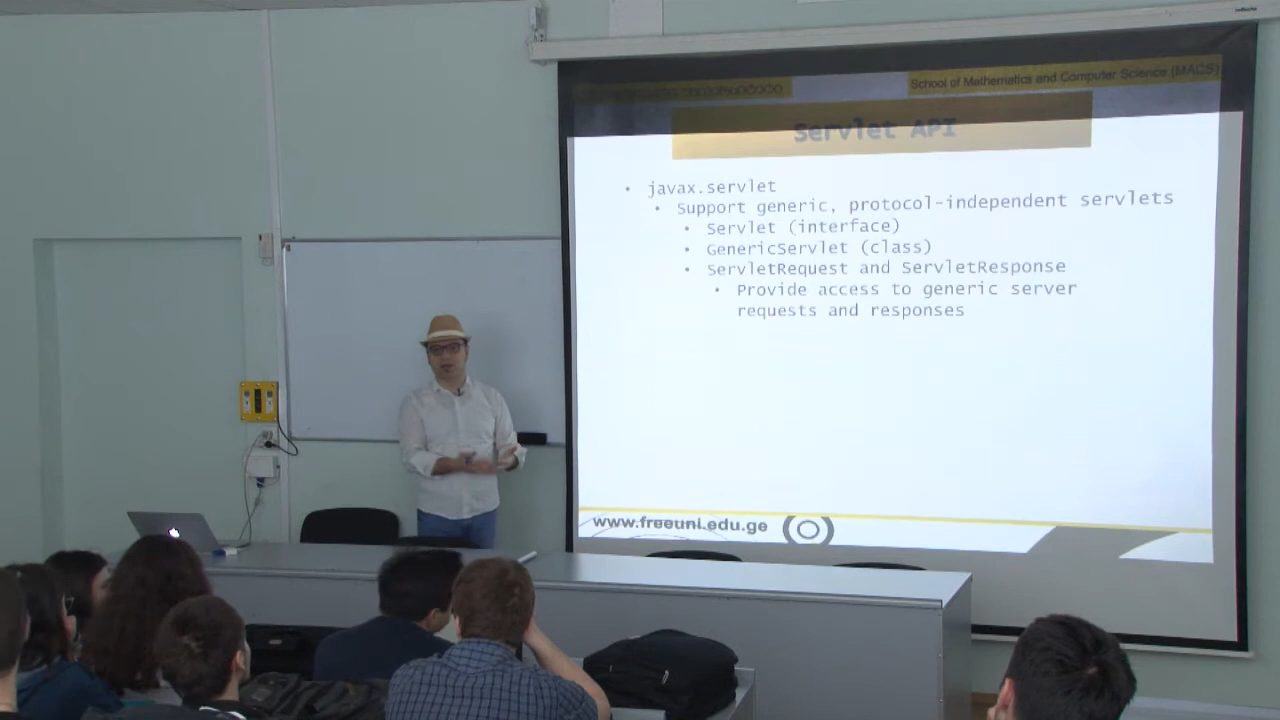 School of Mathematics and Computer Science (MACS)
Servlet API
• javax.servlet
• Support generic, protocol-independent servlets
• Servlet (interface)
• GenericServlet (class)
• ServletRequest and ServletResponse
• Provide access to generic server
requests and responses
www.freeuni.edu.ge